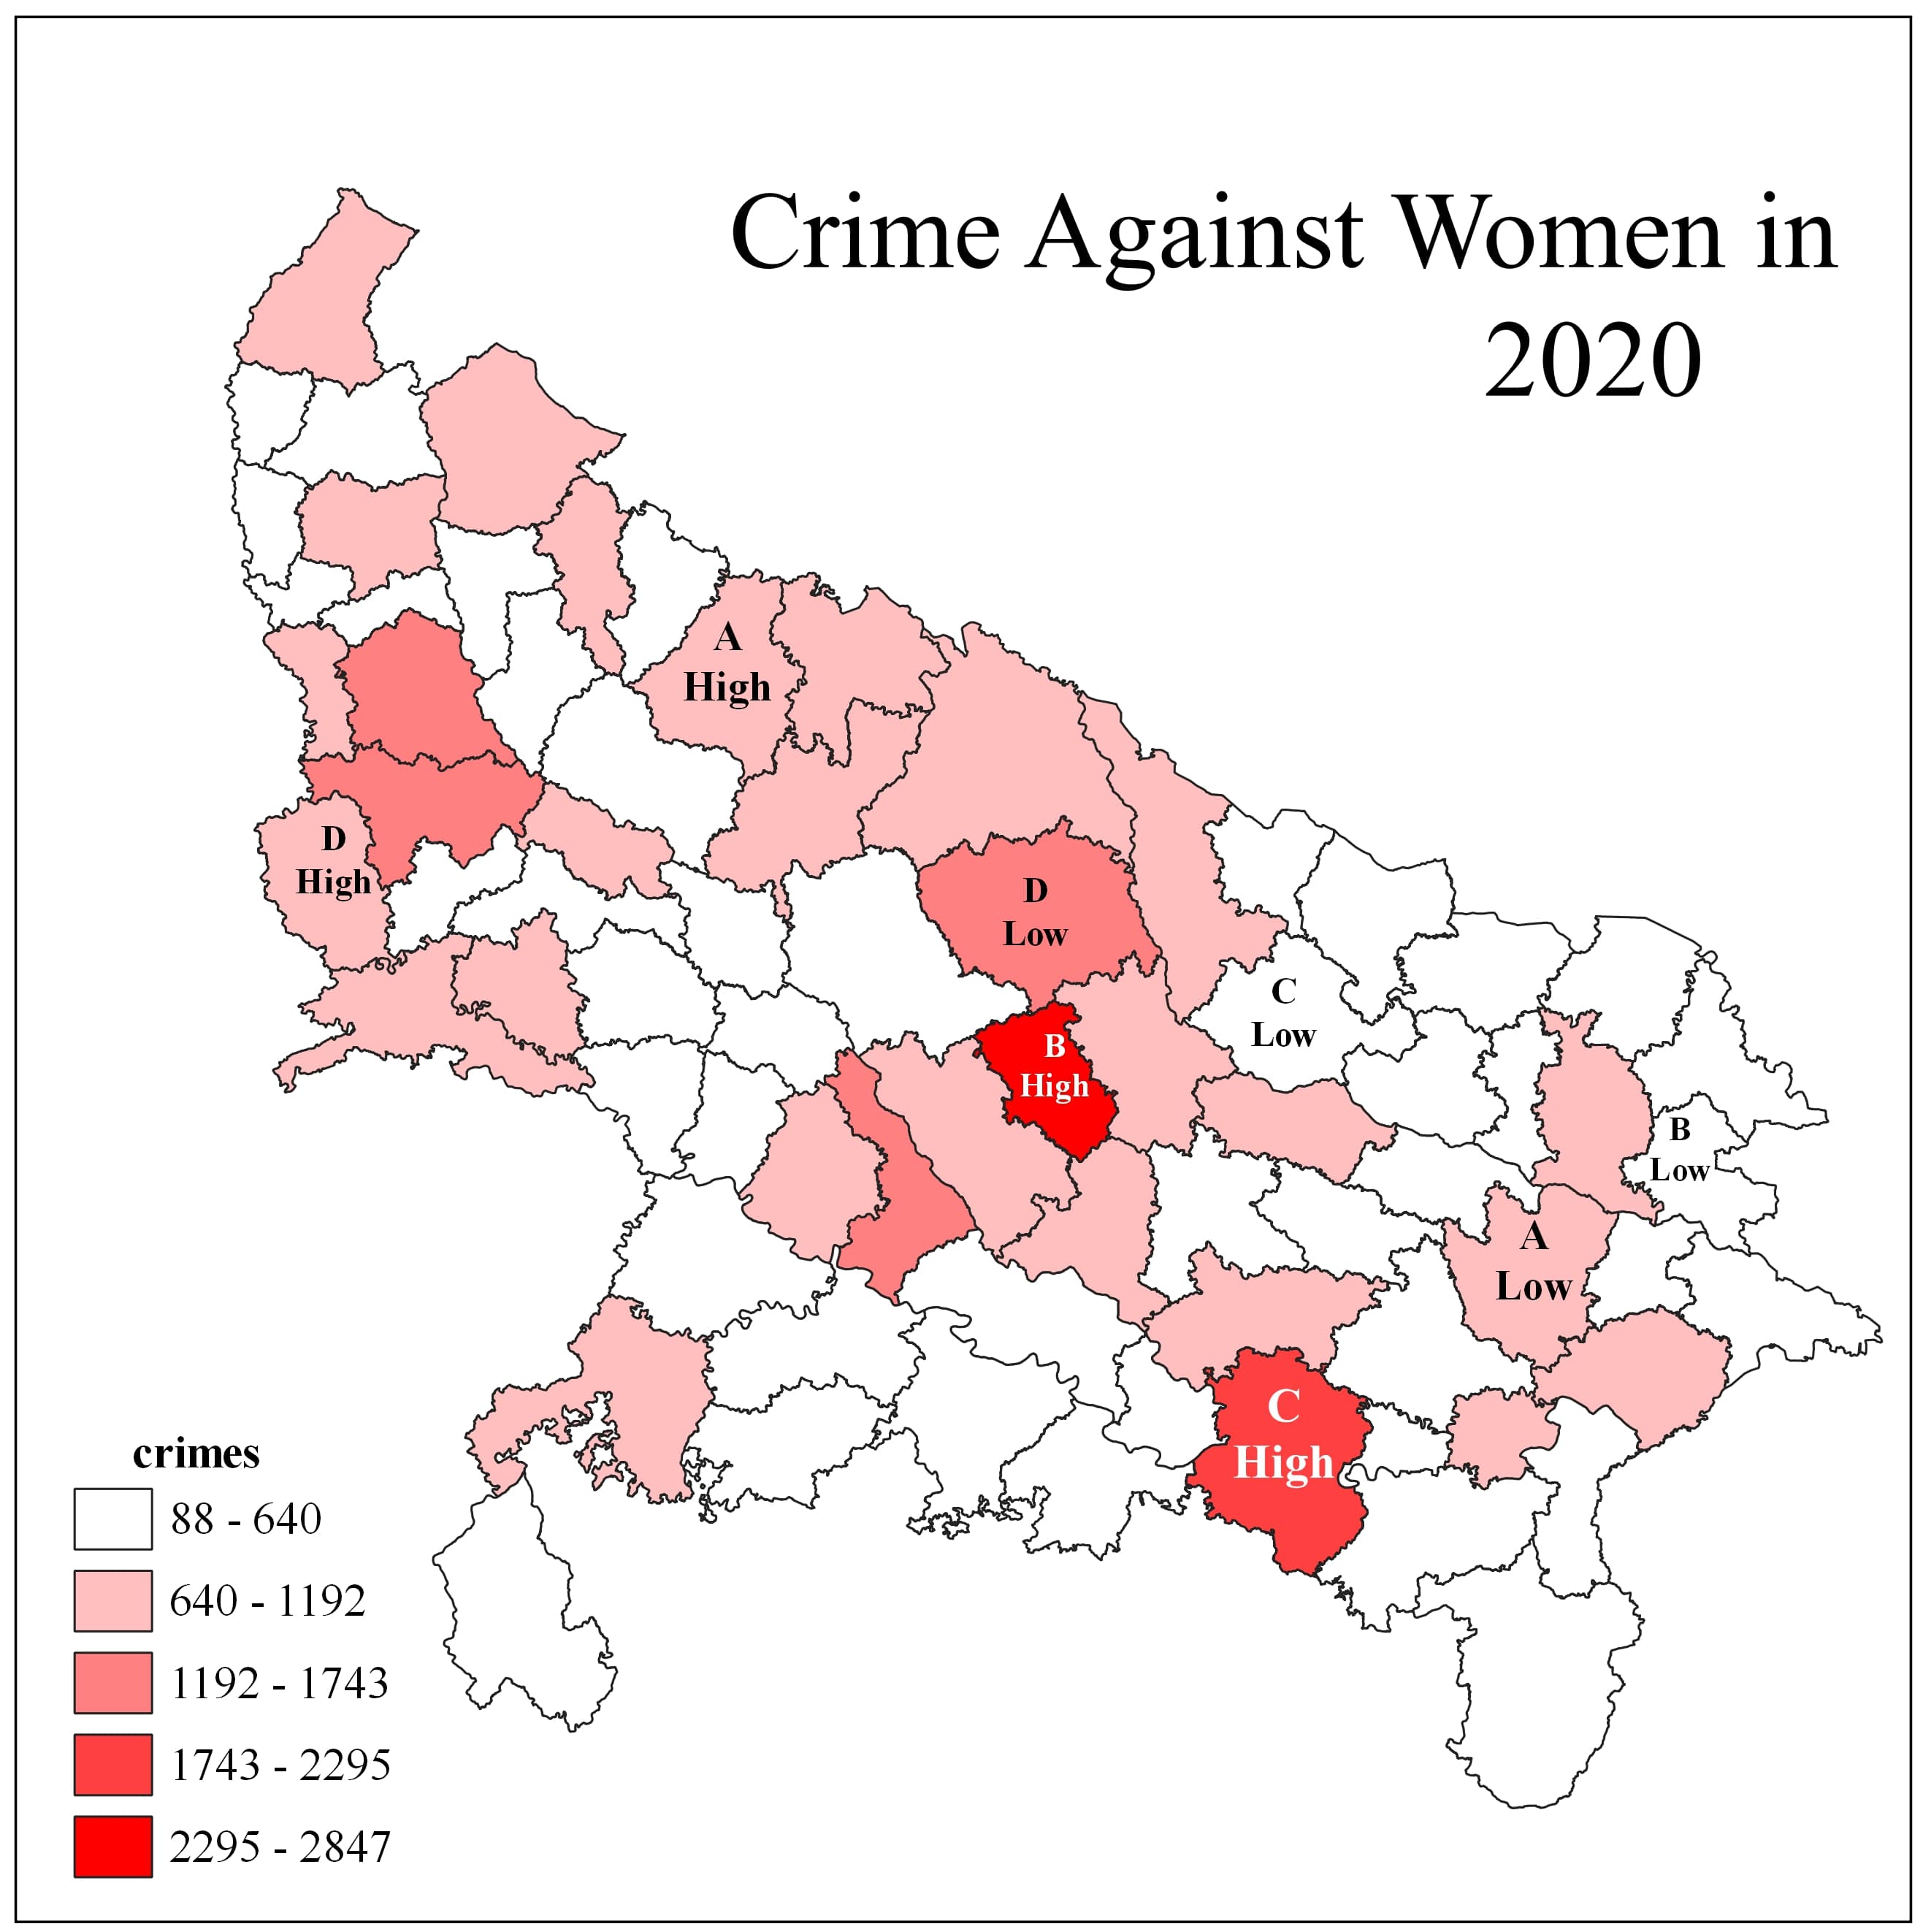 Crime Against Women in
2020
A
High
D
High
D
Low
C
Low
B
High
B
Low
A
Low
C
High
crimes
88 - 640
640 - 1192
1192 - 1743
1743 - 2295
2295 - 2847